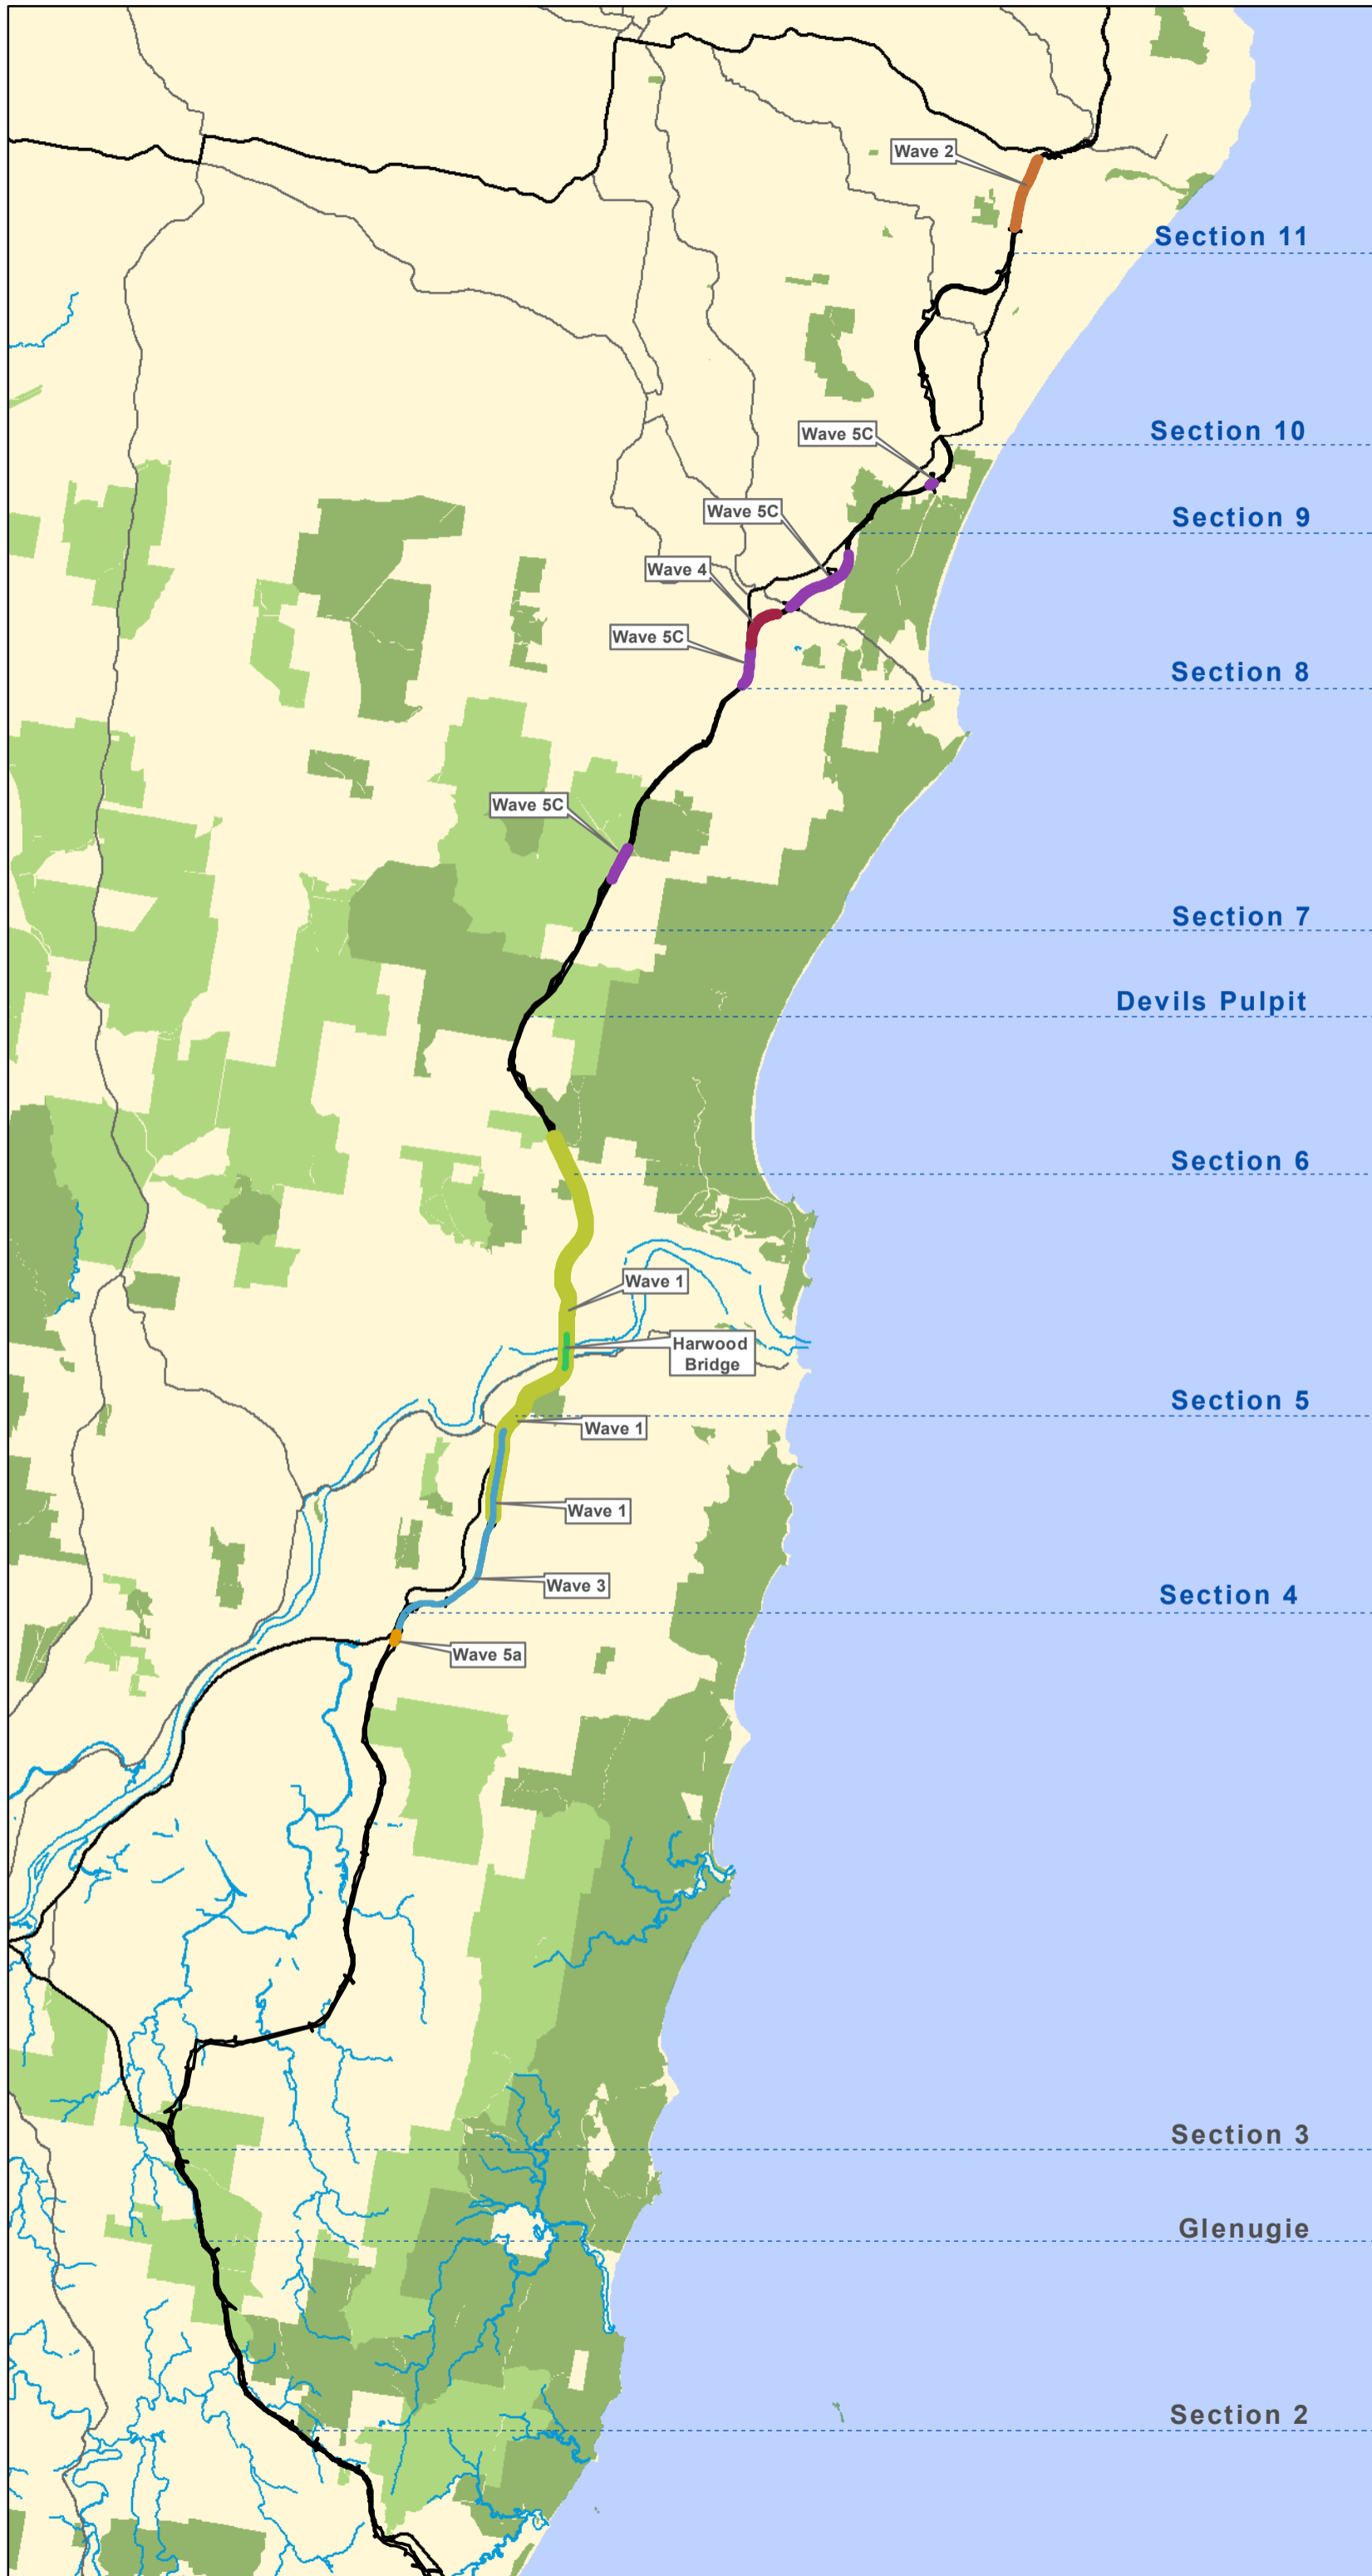 Wave 2
Section 11
Section 10
Wave 5C
Wave 5C
Section 9
Wave 4
Wave 5C
Section 8
Wave 5C
Section 7
Devils Pulpit
Section 6
Wave 1
Harwood
Bridge
Section 5
Wave 1
Wave 1
Wave 3
Section 4
Wave 5a
Section 3
Glenugie
Section 2